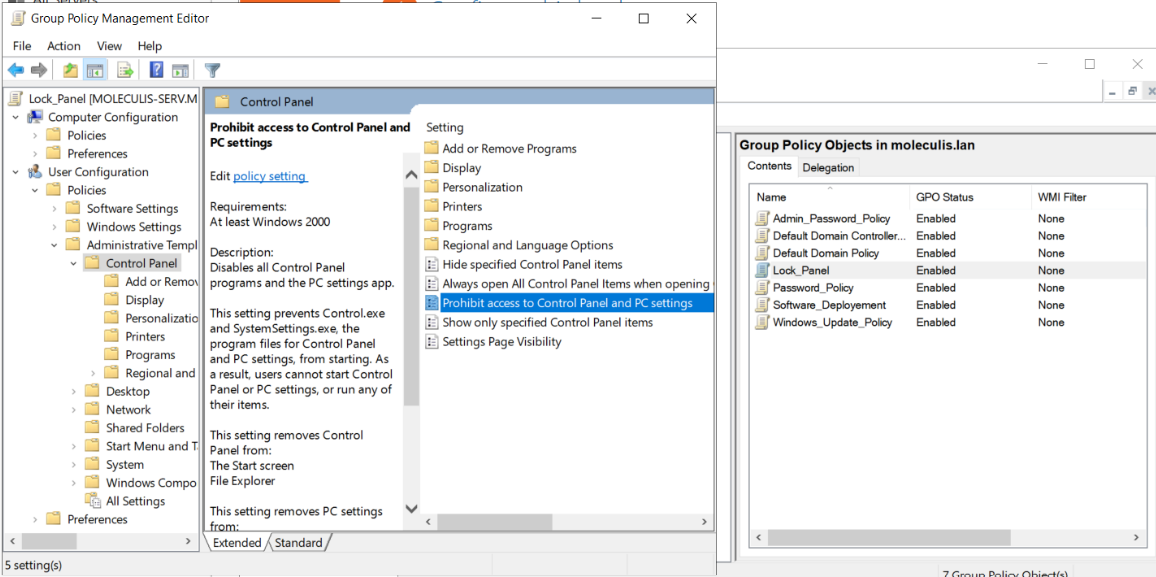 Group Policy Management Editor
File Action View Help
Lock_Panel [MOLECULIS-SERV.M
Computer Configuration
Policies
Preferences
User Configuration
Policies
Software Settings
Windows Settings
Administrative Templ
Control Panel
Add or Remov
Display
Personalizatio
Printers
Programs
Regional and
Desktop
Network
Shared Folders
Start Menu and T
System
Windows Compo
All Settings
Preferences
Control Panel
Prohibit access to Control Panel and
PC settings
Edit policy setting
Requirements:
At least Windows 2000
Description:
Disables all Control Panel
programs and the PC settings app.
This setting prevents Control.exe
and SystemSettings.exe, the
program files for Control Panel
and PC settings, from starting. As
a result, users cannot start Control
Panel or PC settings, or run any of
their items.
This setting removes Control
Panel from:
The Start screen
File Explorer
This setting removes PC settings
from:
Setting
Add or Remove Programs
Display
Personalization
Printers
Programs
Regional and Language Options
Hide specified Control Panel items
Always open All Control Panel Items when opening
Prohibit access to Control Panel and PC settings
Show only specified Control Panel items
Settings Page Visibility
Extended Standard
5 setting(s)
Group Policy Objects in moleculis.lan
Contents Delegation
Name GPO Status WMI Filter
Admin_Password_Policy Enabled None
Default Domain Controller... Enabled None
Default Domain Policy Enabled None
Lock_Panel Enabled None
Password_Policy Enabled None
Software_Deployement Enabled None
Windows_Update_Policy Enabled None
7 Group Policy Object(s)